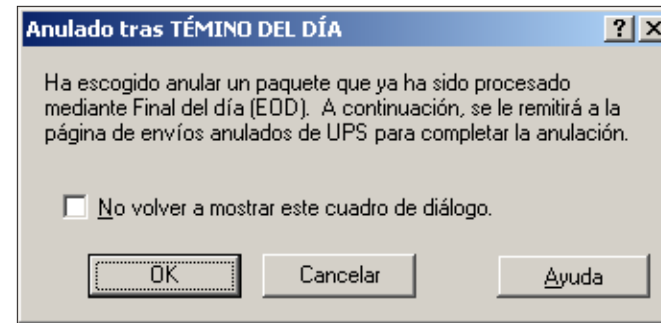 Anulado tras TÉMINO DEL DÍA
Ha escogido anular un paquete que ya ha sido procesado
mediante Final del día (EOD). A continuación, se le remitirá a la
página de envíos anulados de UPS para completar la anulación.
No volver a mostrar este cuadro de diálogo.
OK Cancelar Ayuda